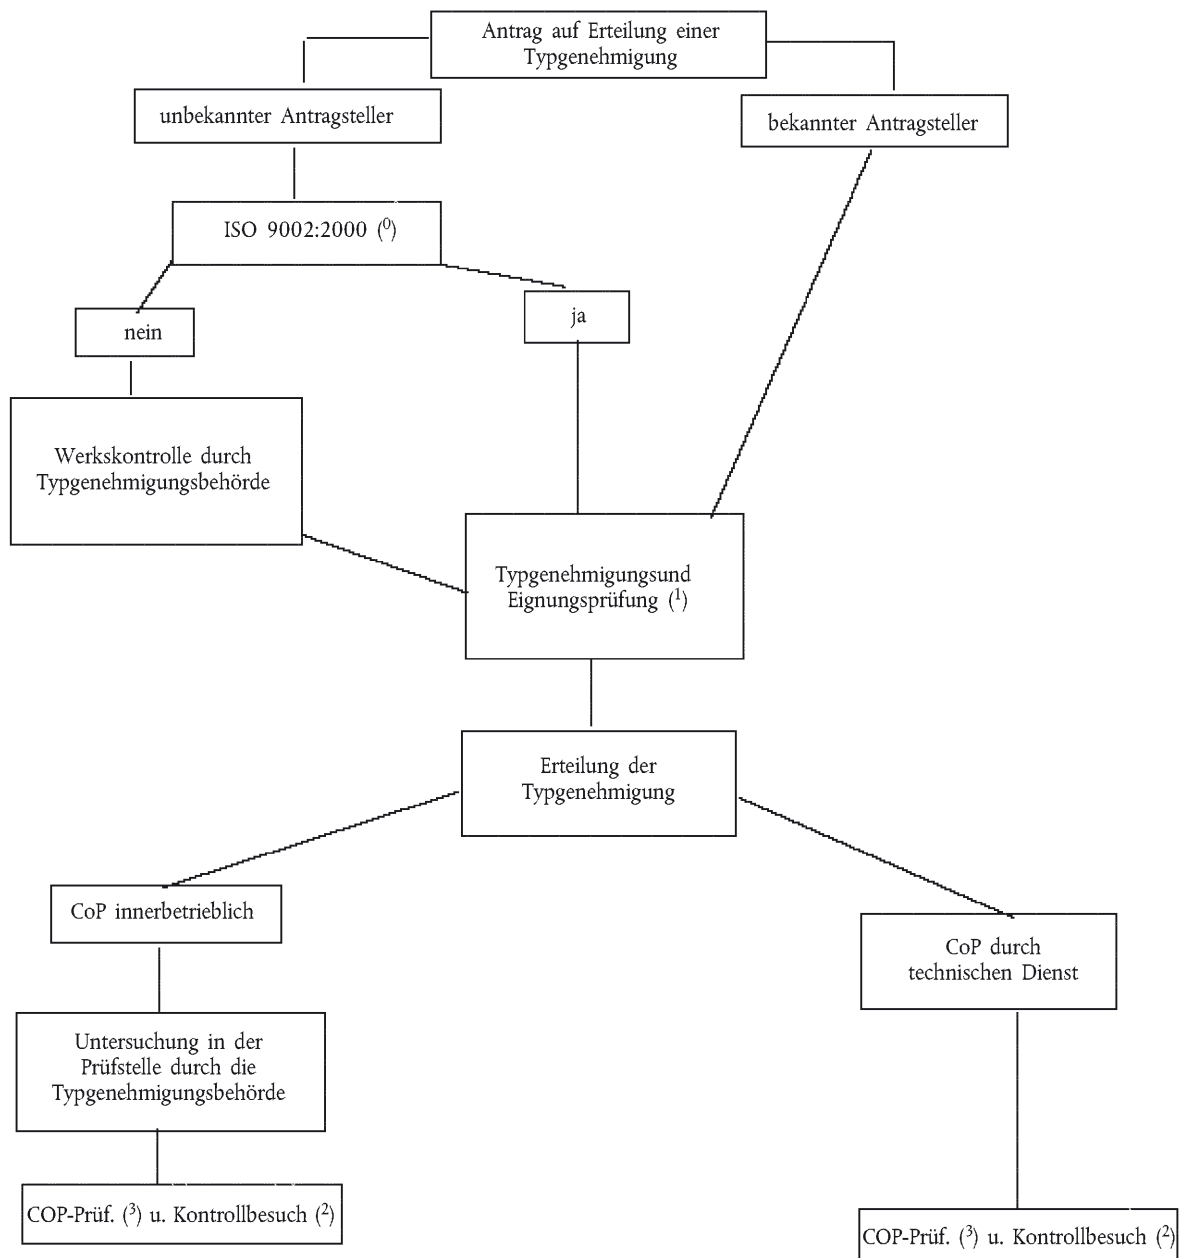 Antrag auf Erteilung einer
Typgenehmigung
unbekannter Antragsteller
bekannter Antragsteller
ISO 9002:2000 (⁰)
nein
ja
Werkskontrolle durch
Typgenehmigungsbehörde
Typgenehmigungsund
Eignungsprüfung (¹)
Erteilung der
Typgenehmigung
CoP innerbetrieblich
CoP durch
technischen Dienst
Untersuchung in der
Prüfstelle durch die
Typgenehmigungsbehörde
COP-Prüf. (³) u. Kontrollbesuch (²)
COP-Prüf. (³) u. Kontrollbesuch (²)